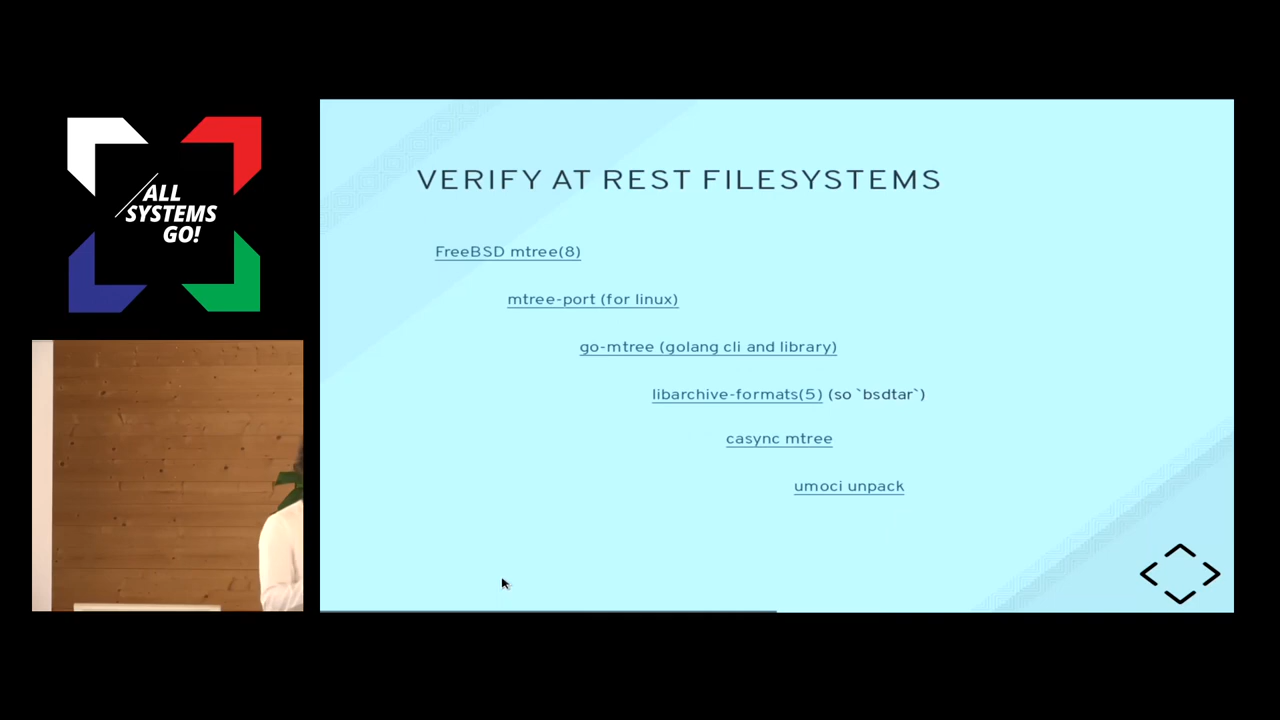 ALL
SYSTEMS
GO!
VERIFY AT REST FILESYSTEMS
FreeBSD mtree(8)
mtree-port (for linux)
go-mtree (golang cli and library)
libarchive-formats(5) (so `bsdtar`)
casync mtree
umoci unpack